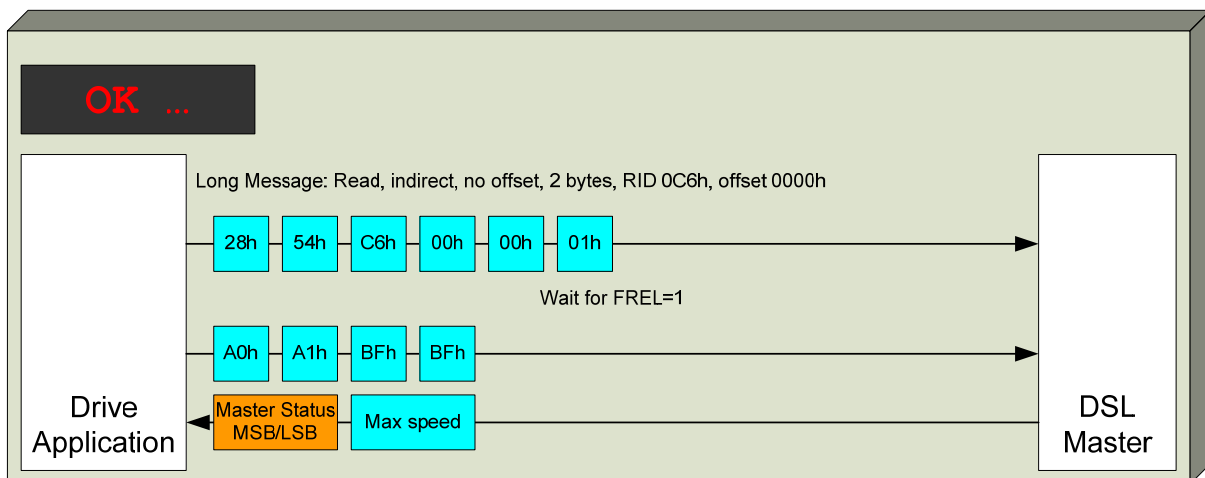 OK ...
Long Message: Read, indirect, no offset, 2 bytes, RID 0C6h, offset 0000h
28h 54h C6h 00h 00h 01h
Wait for FREL=1
A0h A1h BFh BFh
Master Status
MSB/LSB
Max speed
Drive
Application
DSL
Master